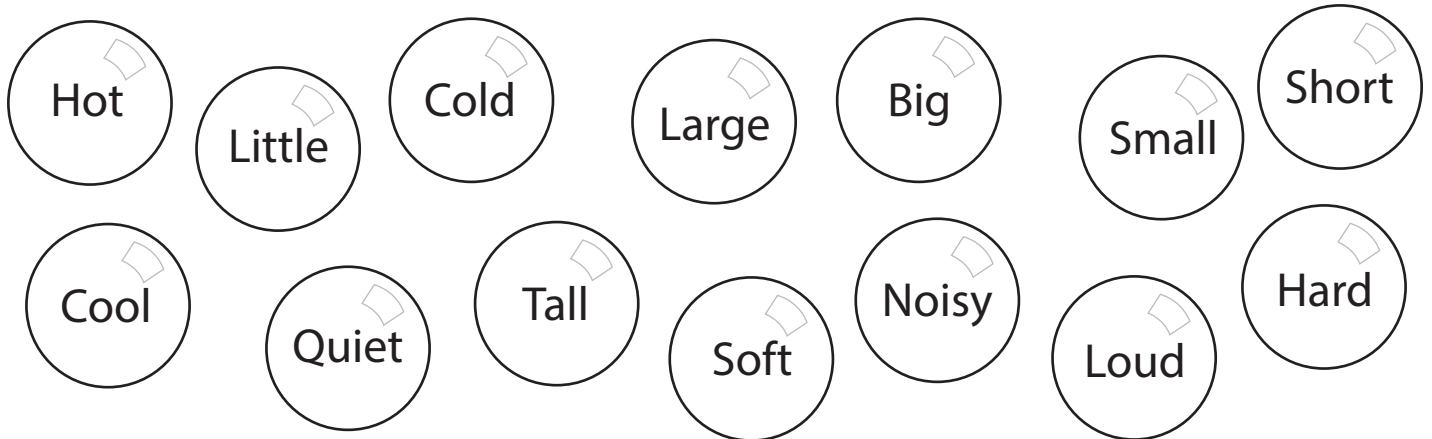 Hot
Little
Cold
Large
Big
Small
Short
Cool
Quiet
Tall
Soft
Noisy
Loud
Hard